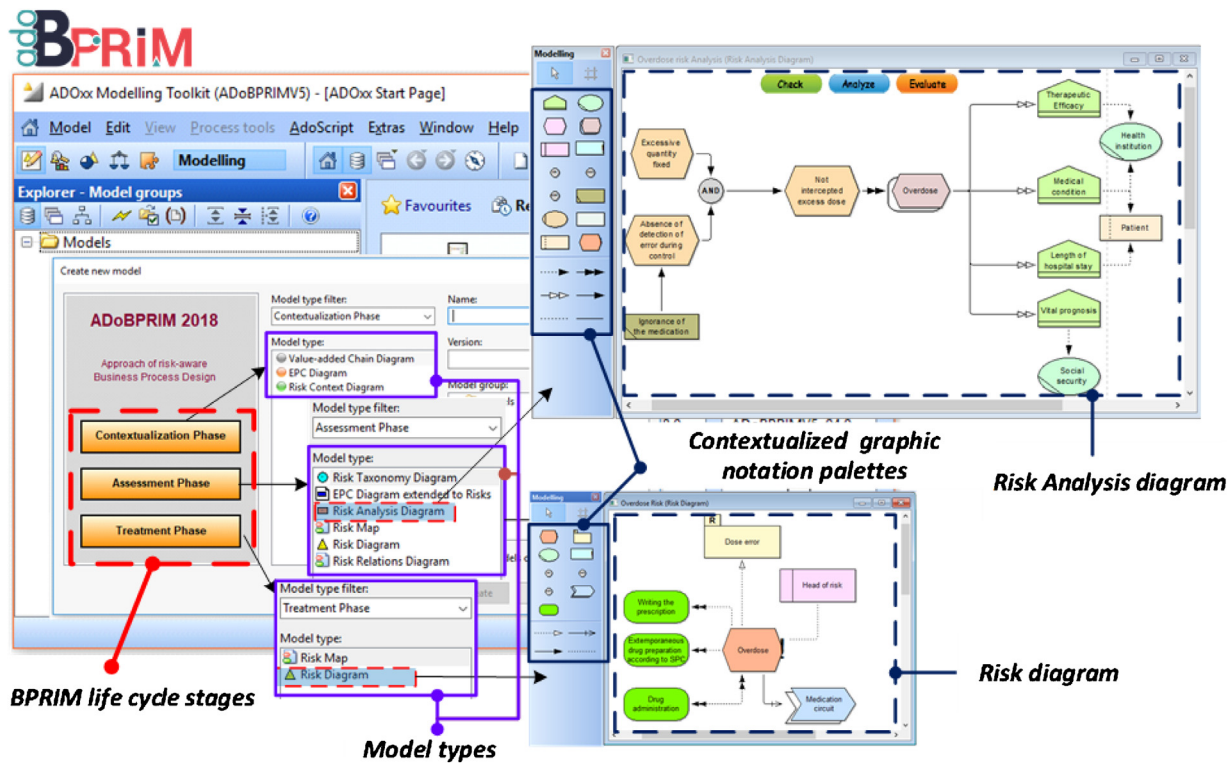 ado BPRiM
ADOxx Modelling Toolkit (ADoBPRIMV5) - [ADOxx Start Page]
Model Edit View Process tools AdoScript Extras Window Help
Modelling
Explorer - Model groups
Models
Favourites
Create new model
ADoBPRIM 2018
Approach of risk-aware
Business Process Design
Contextualization Phase
Assessment Phase
Treatment Phase
Model type filter:
Contextualization Phase
Name:
Model type:
Value-added Chain Diagram
EPC Diagram
Risk Context Diagram
Version:
Model group:
Model type filter:
Assessment Phase
Model type:
Risk Taxonomy Diagram
EPC Diagram extended to Risks
Risk Analysis Diagram
Risk Map
Risk Diagram
Risk Relations Diagram
Model type filter:
Treatment Phase
Model type:
Risk Map
Risk Diagram
BPRIM life cycle stages
Model types
Modelling
Overdose risk Analysis (Risk Analysis Diagram)
Check
Analyze
Evaluate
Excessive
quantity
fixed
AND
Absence of
detection of
error during
control
Ignorance of
the medication
Not
intercepted
excess dose
Overdose
Therapeutic
Efficacy
Health
institution
Medical
condition
Patient
Length of
hospital stay
Vital prognosis
Social
security
Contextualized graphic
notation palettes
Risk Analysis diagram
Modelling
Overdose Risk (Risk Diagram)
R
Dose error
Head of risk
Writing the
prescription
Extemporaneous
drug preparation
according to SPC
Overdose
Drug
administration
Medication
circuit
Risk diagram